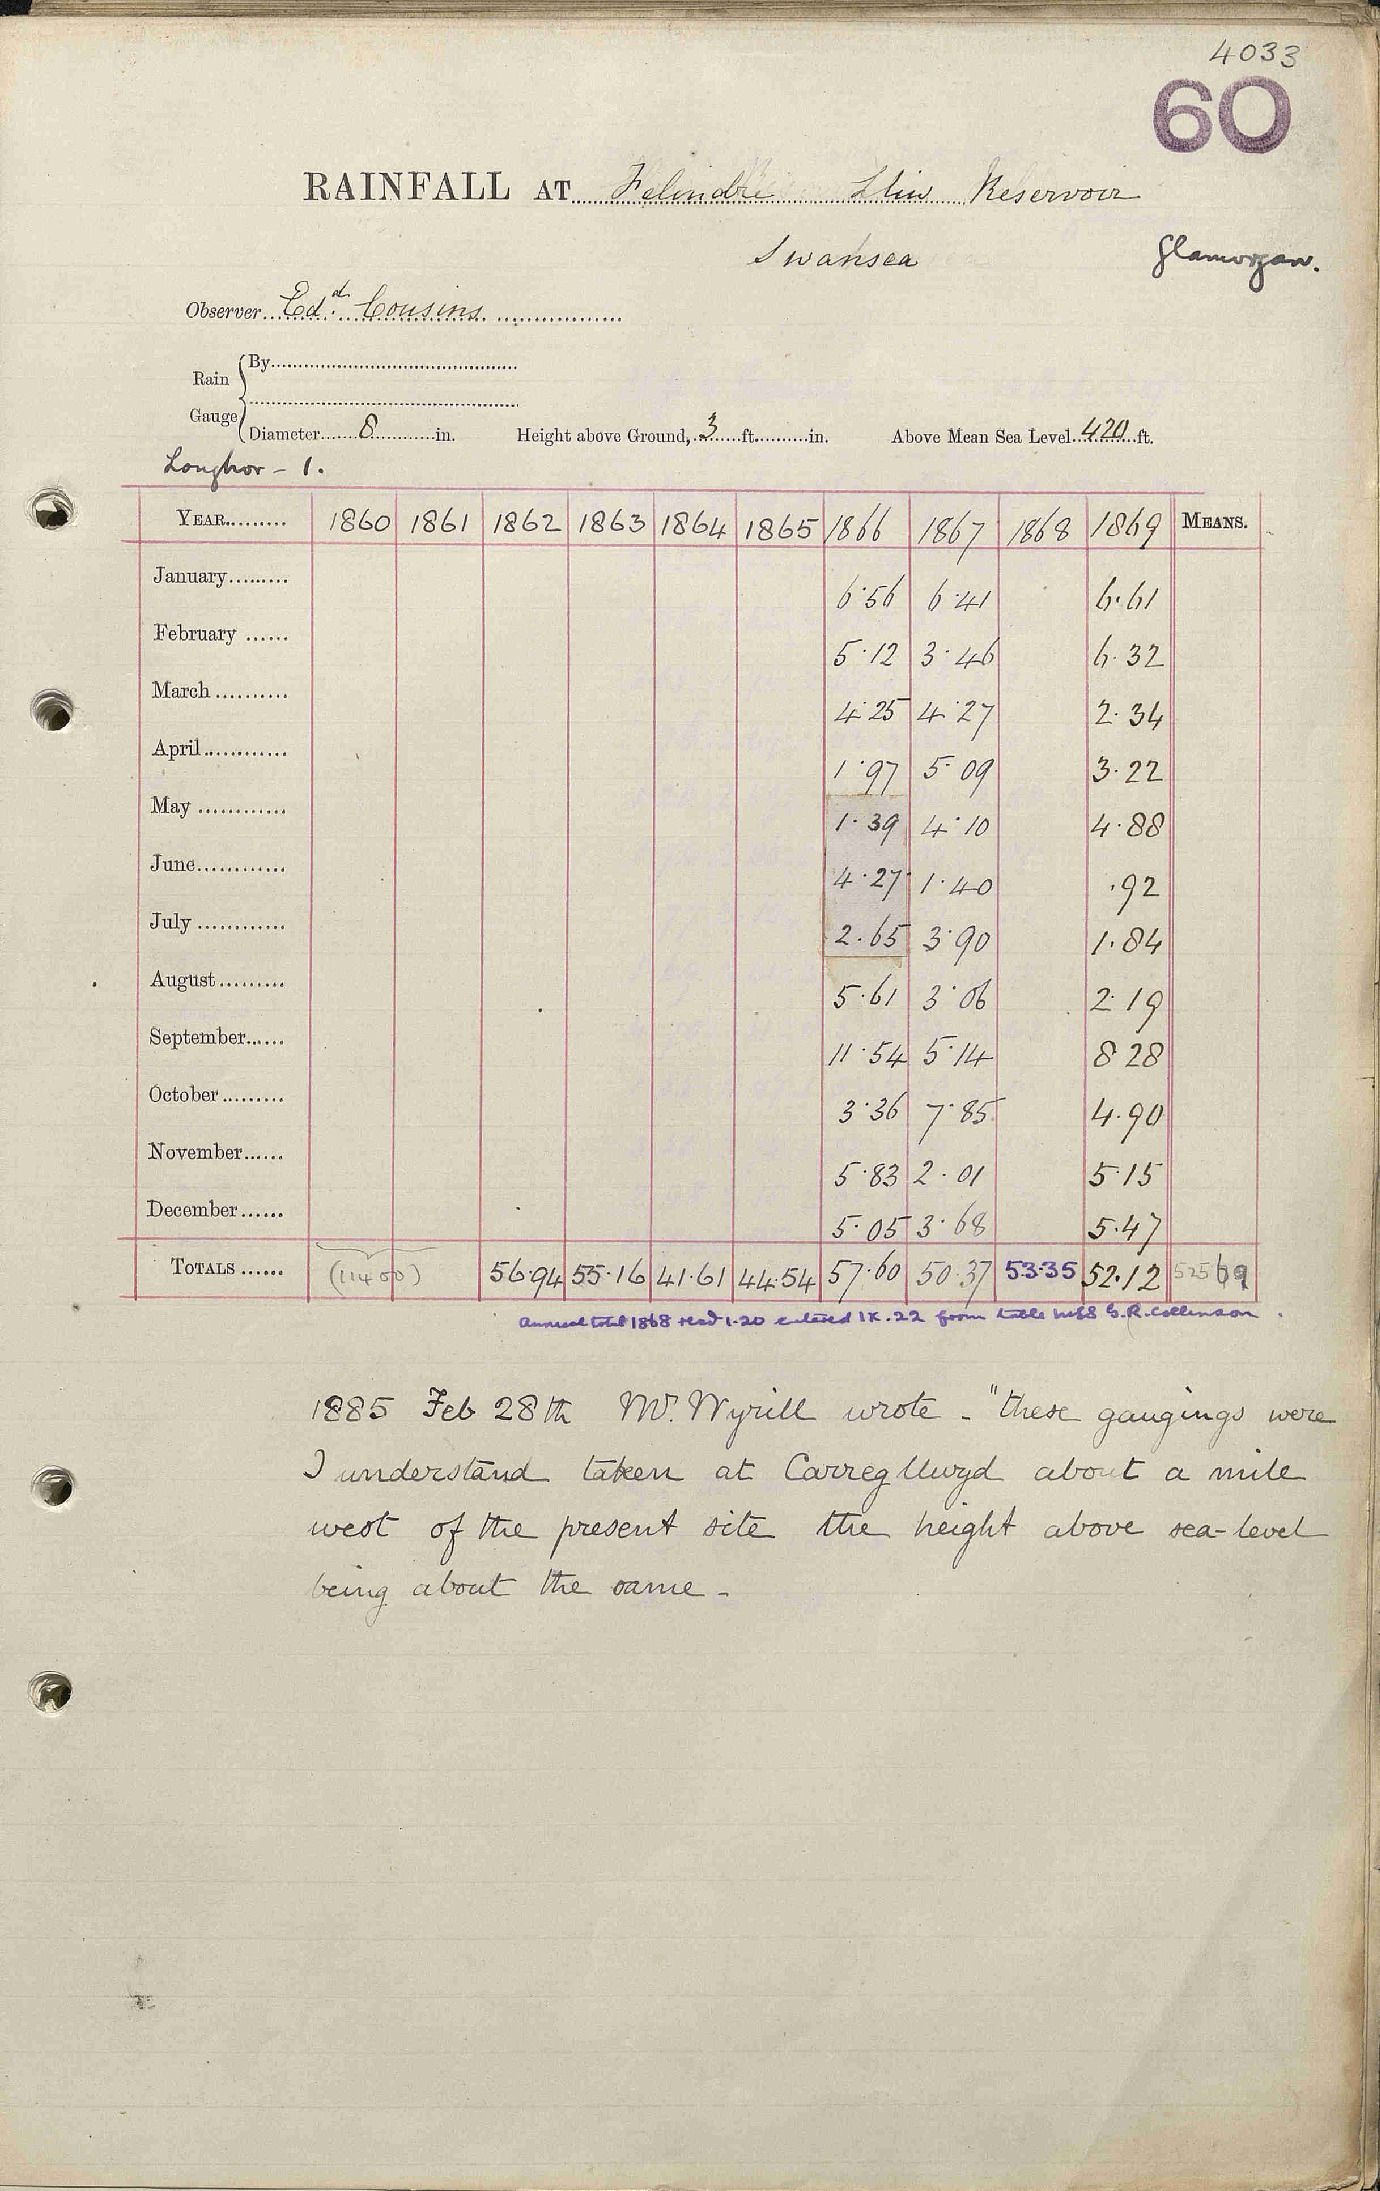 4033
60
RAINFALL AT Felindre Lliw Reservoir
Swansea Glamorgan.
Observer Edd. Cousins
Rain Gauge
By
Diameter 8 in. Height above Ground, 3 ft. in. Above Mean Sea Level 420 ft.
Loughor - 1.
YEAR 1860 1861 1862 1863 1864 1865 1866 1867 1868 1869 MEANS.
January 6.56 6.41 6.61
February 5.12 3.46 6.32
March 4.25 4.27 2.34
April 1.97 5.09 3.22
May 1.39 4.10 4.88
June 4.27 1.40 .92
July 2.65 3.90 1.84
August 5.61 3.06 2.19
September 11.54 5.14 8 28
October 3.36 7.85 4.90
November 5.83 2.01 5.15
December 5.05 3.68 5.47
TOTALS (114 00) 56.94 55.16 41.61 44.54 57.60 50.37 53.35 52.12
Annual total 1868 recd 1.20 entered IX.22 from table G.R. Collinson.
1885 Feb 28th Mr. Wyrill wrote - "these gaugings were
I understand taken at Carregllwyd about a mile
west of the present site the height above sea-level
being about the same -